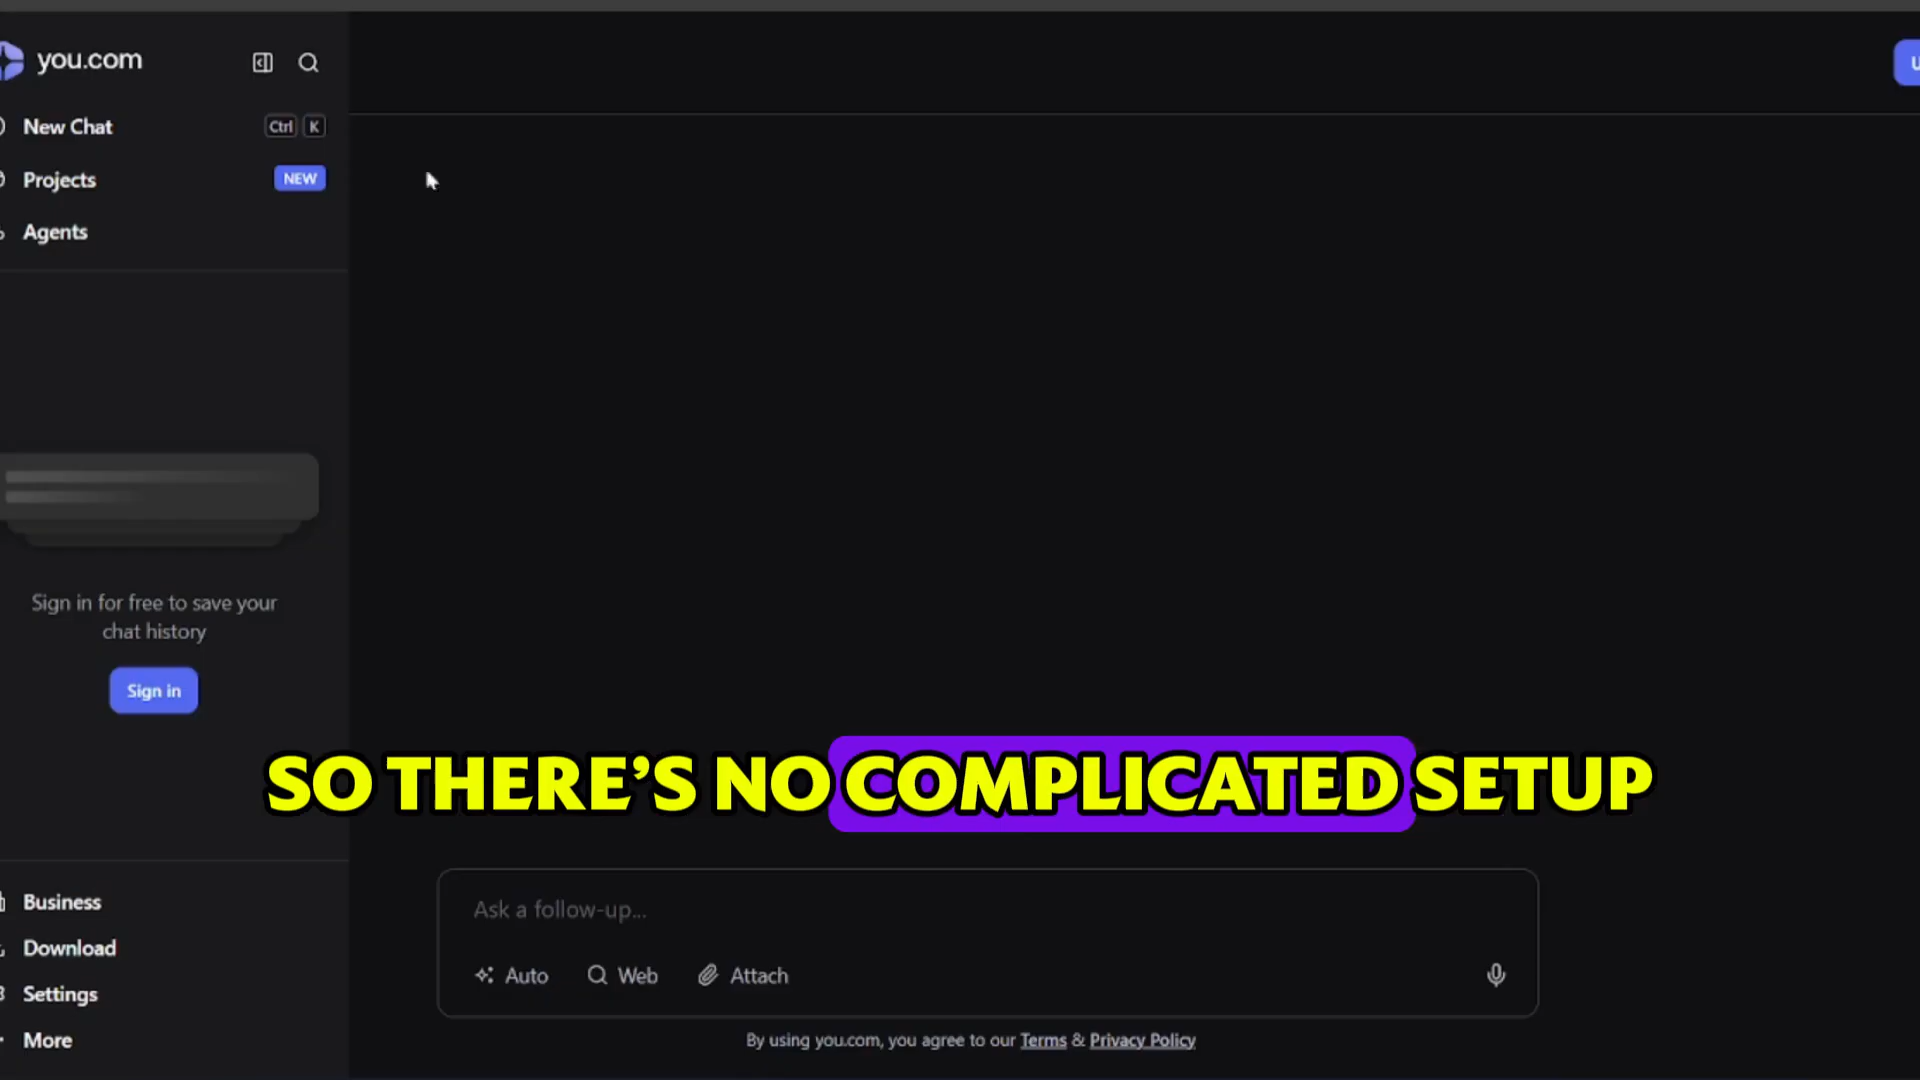 you.com
New Chat
Ctrl K
Projects
NEW
Agents
Sign in for free to save your
chat history
Sign in
SO THERE'S NO COMPLICATED SETUP
Business
Download
Settings
More
Ask a follow-up...
Auto
Web
Attach
By using you.com, you agree to our Terms & Privacy Policy